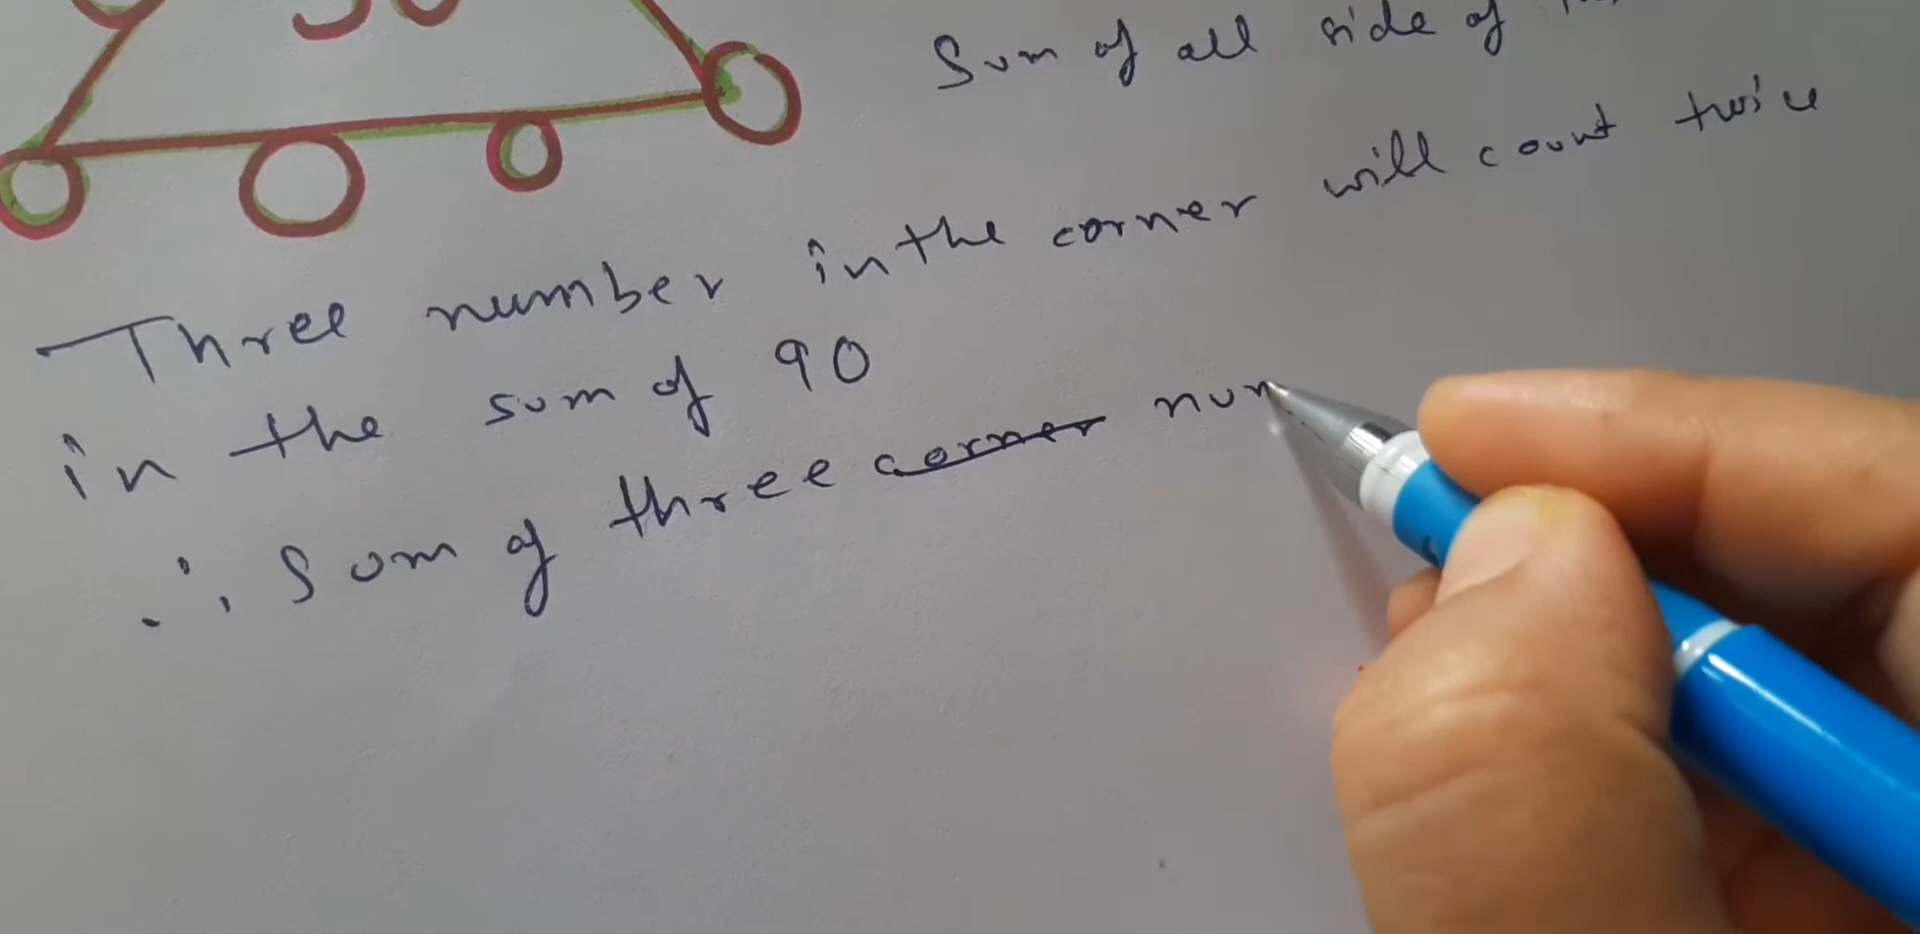 Sum of all side of
Three number in the corner will count twice
in the sum of 90
∴ Sum of three corner num